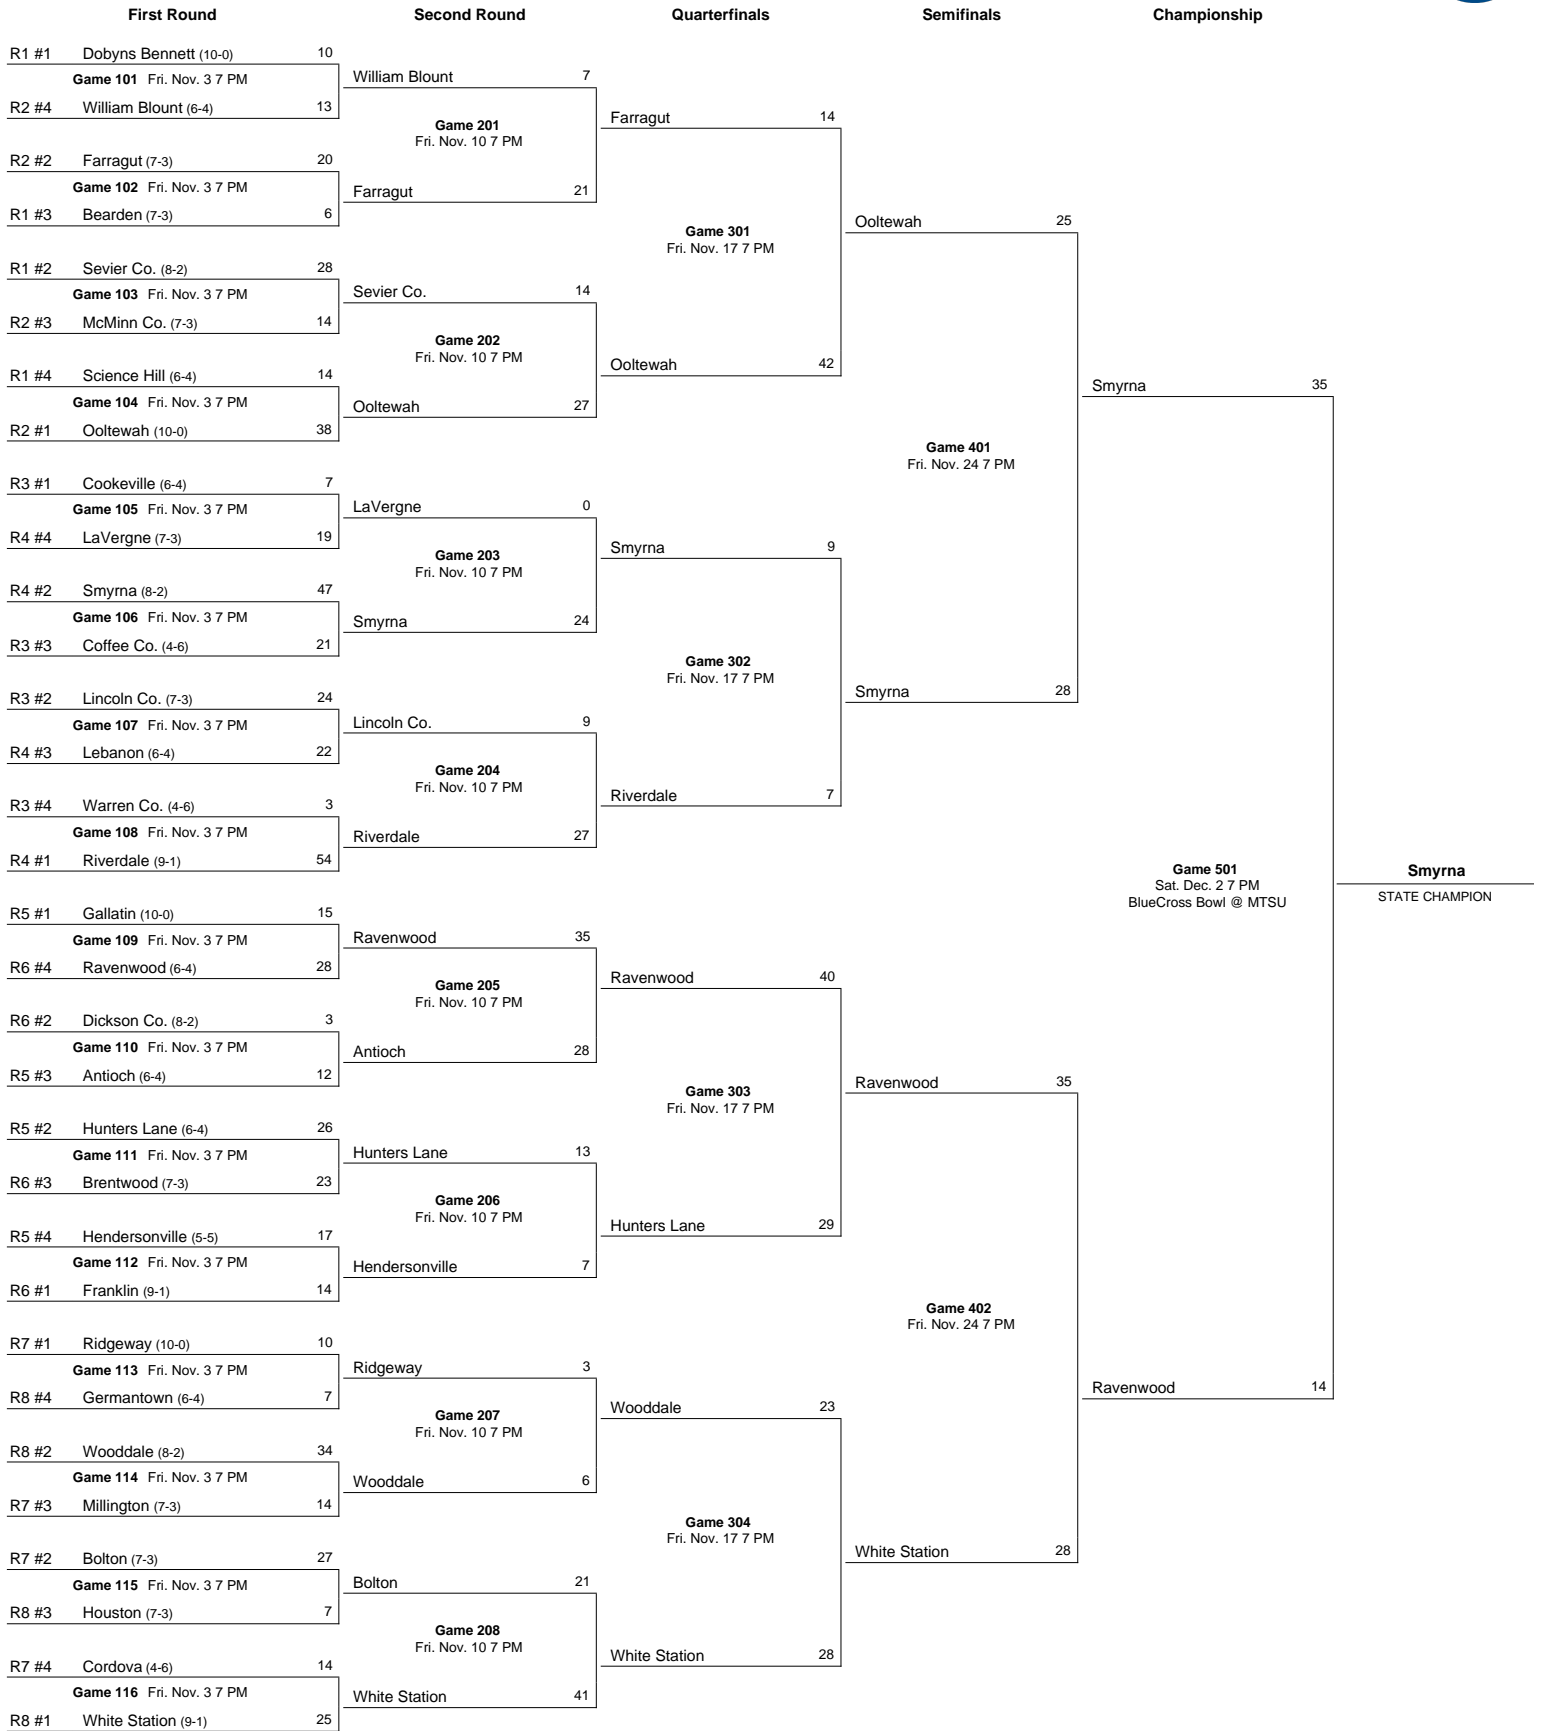 First Round
Second Round
Quarterfinals
Semifinals
Championship
R1 #1 Dobyns Bennett (10-0) 10
Game 101 Fri. Nov. 3 7 PM
R2 #4 William Blount (6-4) 13
R2 #2 Farragut (7-3) 20
Game 102 Fri. Nov. 3 7 PM
R1 #3 Bearden (7-3) 6
R1 #2 Sevier Co. (8-2) 28
Game 103 Fri. Nov. 3 7 PM
R2 #3 McMinn Co. (7-3) 14
R1 #4 Science Hill (6-4) 14
Game 104 Fri. Nov. 3 7 PM
R2 #1 Ooltewah (10-0) 38
R3 #1 Cookeville (6-4) 7
Game 105 Fri. Nov. 3 7 PM
R4 #4 LaVergne (7-3) 19
R4 #2 Smyrna (8-2) 47
Game 106 Fri. Nov. 3 7 PM
R3 #3 Coffee Co. (4-6) 21
R3 #2 Lincoln Co. (7-3) 24
Game 107 Fri. Nov. 3 7 PM
R4 #3 Lebanon (6-4) 22
R3 #4 Warren Co. (4-6) 3
Game 108 Fri. Nov. 3 7 PM
R4 #1 Riverdale (9-1) 54
R5 #1 Gallatin (10-0) 15
Game 109 Fri. Nov. 3 7 PM
R6 #4 Ravenwood (6-4) 28
R6 #2 Dickson Co. (8-2) 3
Game 110 Fri. Nov. 3 7 PM
R5 #3 Antioch (6-4) 12
R5 #2 Hunters Lane (6-4) 26
Game 111 Fri. Nov. 3 7 PM
R6 #3 Brentwood (7-3) 23
R5 #4 Hendersonville (5-5) 17
Game 112 Fri. Nov. 3 7 PM
R6 #1 Franklin (9-1) 14
R7 #1 Ridgeway (10-0) 10
Game 113 Fri. Nov. 3 7 PM
R8 #4 Germantown (6-4) 7
R8 #2 Wooddale (8-2) 34
Game 114 Fri. Nov. 3 7 PM
R7 #3 Millington (7-3) 14
R7 #2 Bolton (7-3) 27
Game 115 Fri. Nov. 3 7 PM
R8 #3 Houston (7-3) 7
R7 #4 Cordova (4-6) 14
Game 116 Fri. Nov. 3 7 PM
R8 #1 White Station (9-1) 25
William Blount 7
Game 201
Fri. Nov. 10 7 PM
Farragut 21
Sevier Co. 14
Game 202
Fri. Nov. 10 7 PM
Ooltewah 27
LaVergne 0
Game 203
Fri. Nov. 10 7 PM
Smyrna 24
Lincoln Co. 9
Game 204
Fri. Nov. 10 7 PM
Riverdale 27
Ravenwood 35
Game 205
Fri. Nov. 10 7 PM
Antioch 28
Hunters Lane 13
Game 206
Fri. Nov. 10 7 PM
Hendersonville 7
Ridgeway 3
Game 207
Fri. Nov. 10 7 PM
Wooddale 6
Bolton 21
Game 208
Fri. Nov. 10 7 PM
White Station 41
Farragut 14
Game 301
Fri. Nov. 17 7 PM
Ooltewah 42
Smyrna 9
Game 302
Fri. Nov. 17 7 PM
Riverdale 7
Ravenwood 40
Game 303
Fri. Nov. 17 7 PM
Hunters Lane 29
Wooddale 23
Game 304
Fri. Nov. 17 7 PM
White Station 28
Ooltewah 25
Game 401
Fri. Nov. 24 7 PM
Smyrna 28
Ravenwood 35
Game 402
Fri. Nov. 24 7 PM
White Station 28
Smyrna 35
Game 501
Sat. Dec. 2 7 PM
BlueCross Bowl @ MTSU
Ravenwood 14
Smyrna
STATE CHAMPION